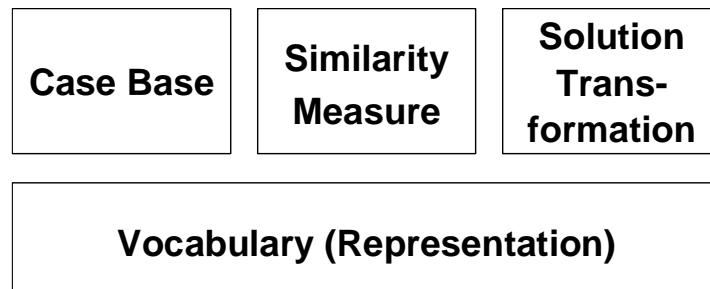 Case Base
Similarity
Measure
Solution
Trans-
formation
Vocabulary (Representation)